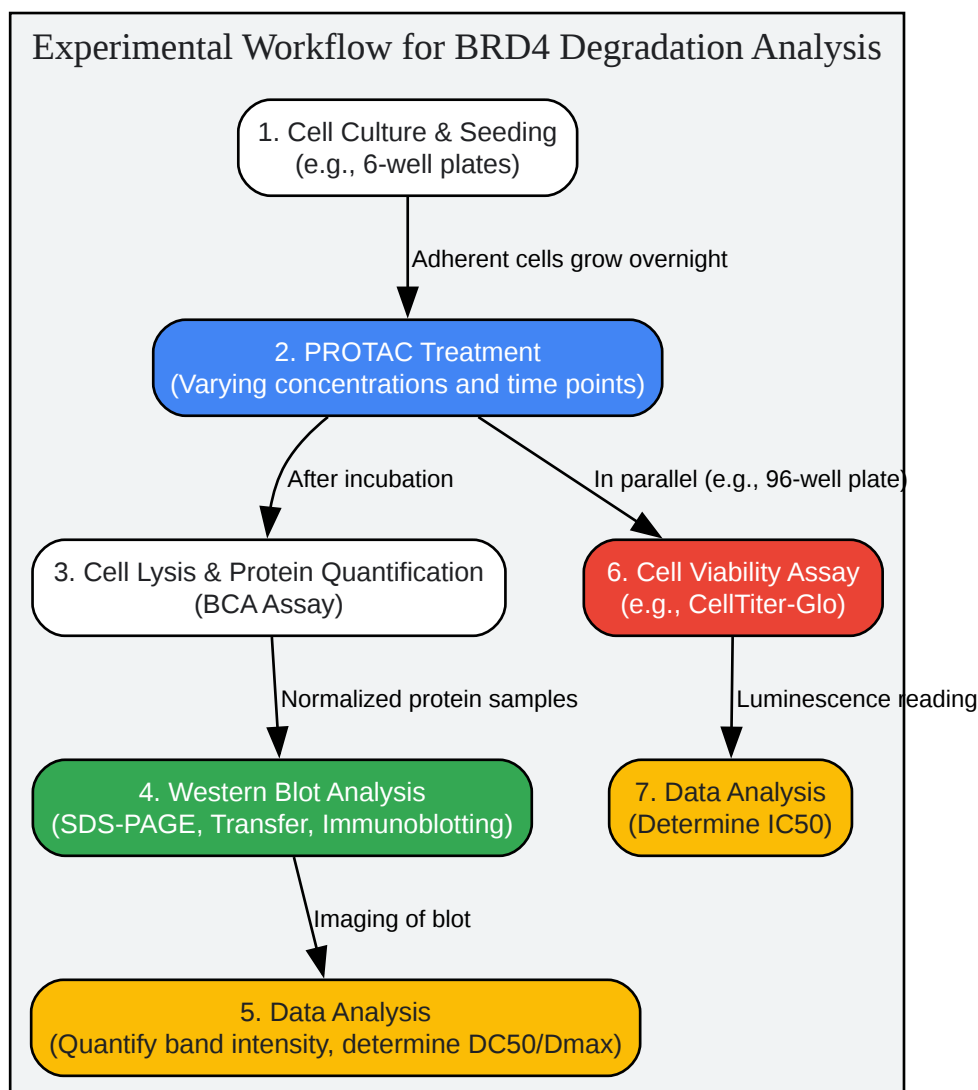 Experimental Workflow for BRD4 Degradation Analysis
1. Cell Culture & Seeding
(e.g., 6-well plates)
Adherent cells grow overnight
2. PROTAC Treatment
(Varying concentrations and time points)
After incubation
In parallel (e.g., 96-well plate)
3. Cell Lysis & Protein Quantification
(BCA Assay)
6. Cell Viability Assay
(e.g., CellTiter-Glo)
Normalized protein samples
Luminescence reading
4. Western Blot Analysis
(SDS-PAGE, Transfer, Immunoblotting)
7. Data Analysis
(Determine IC50)
Imaging of blot
5. Data Analysis
(Quantify band intensity, determine DC50/Dmax)